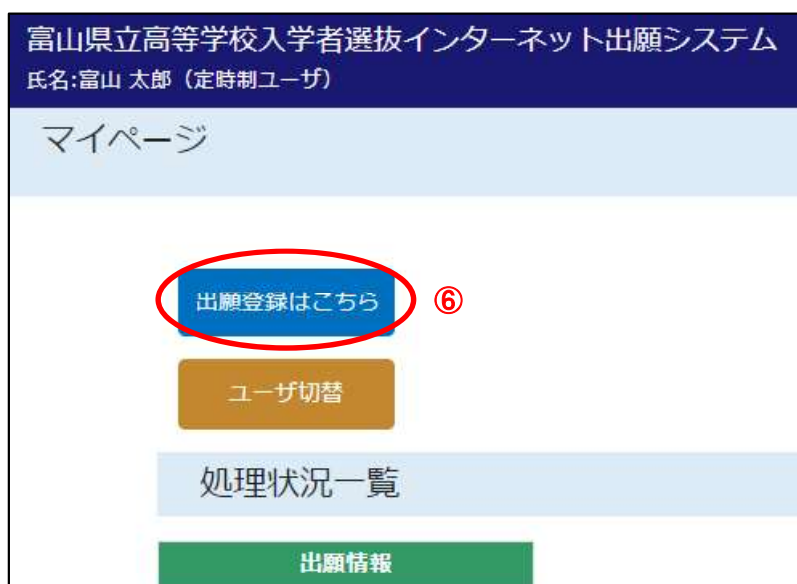 富山県立高等学校入学者選抜インターネット出願システム
氏名:富山 太郎（定時制ユーザ）
マイページ
出願登録はこちら
⑥
ユーザ切替
処理状況一覧
出願情報